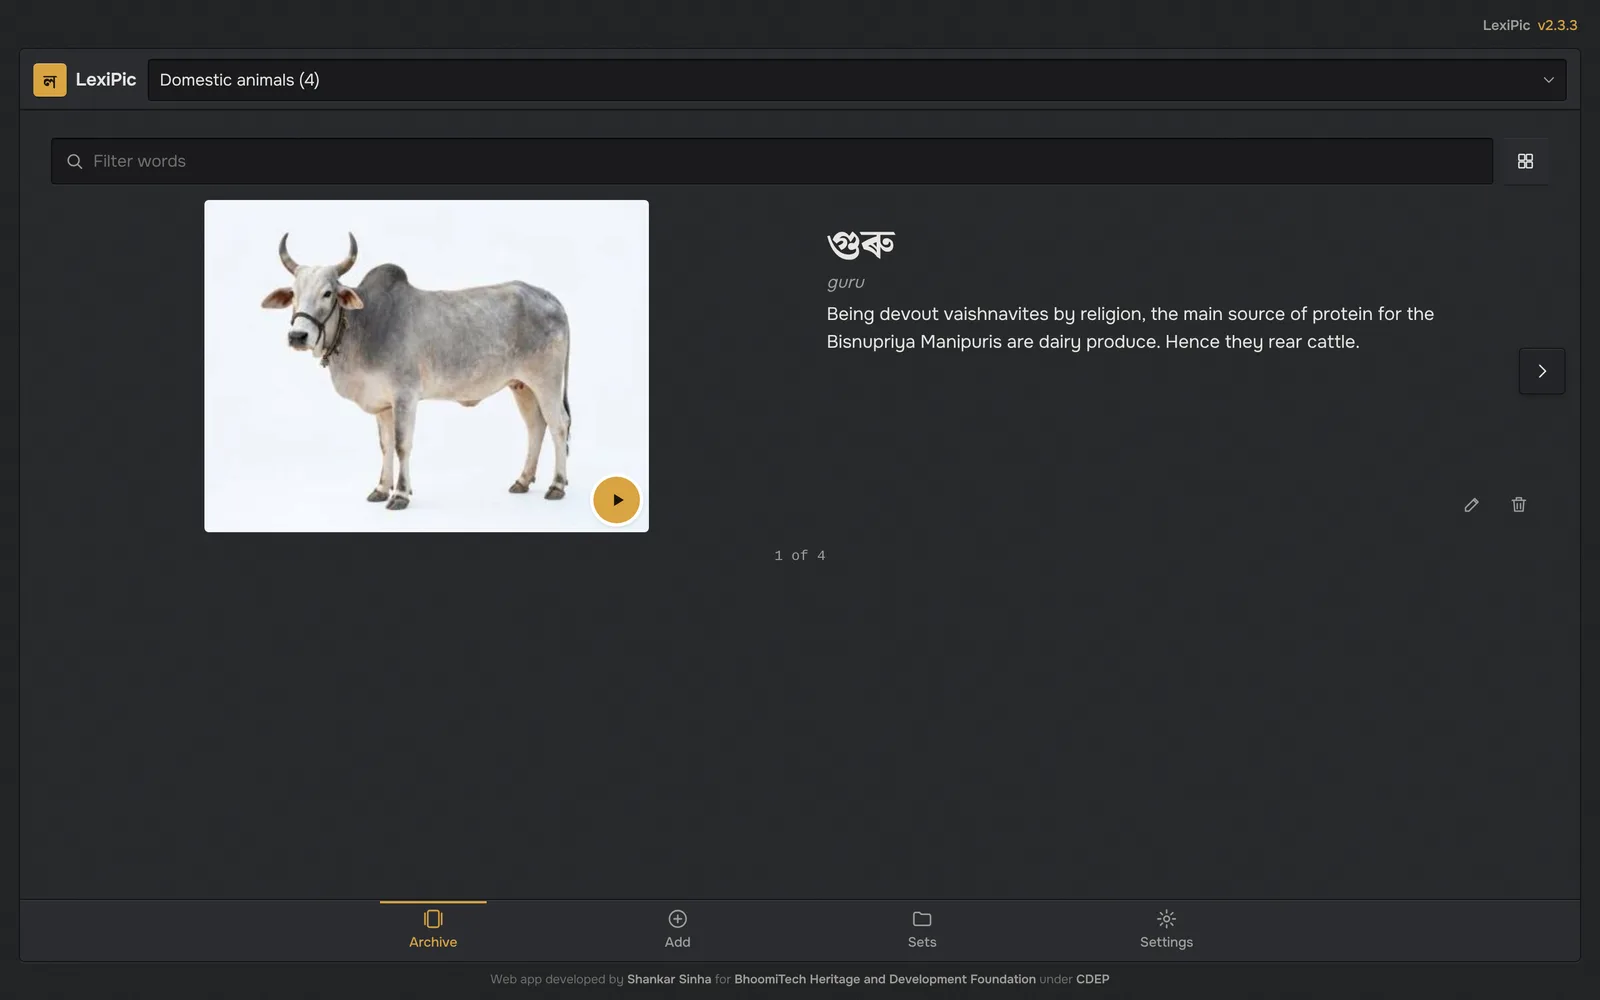 LexiPic v2.3.3
ল
LexiPic
Domestic animals (4)
Filter words
গুৰু
guru
Being devout vaishnavites by religion, the main source of protein for the
Bisnupriya Manipuris are dairy produce. Hence they rear cattle.
1 of 4
Archive
Add
Sets
Settings
Web app developed by Shankar Sinha for BhoomiTech Heritage and Development Foundation under CDEP